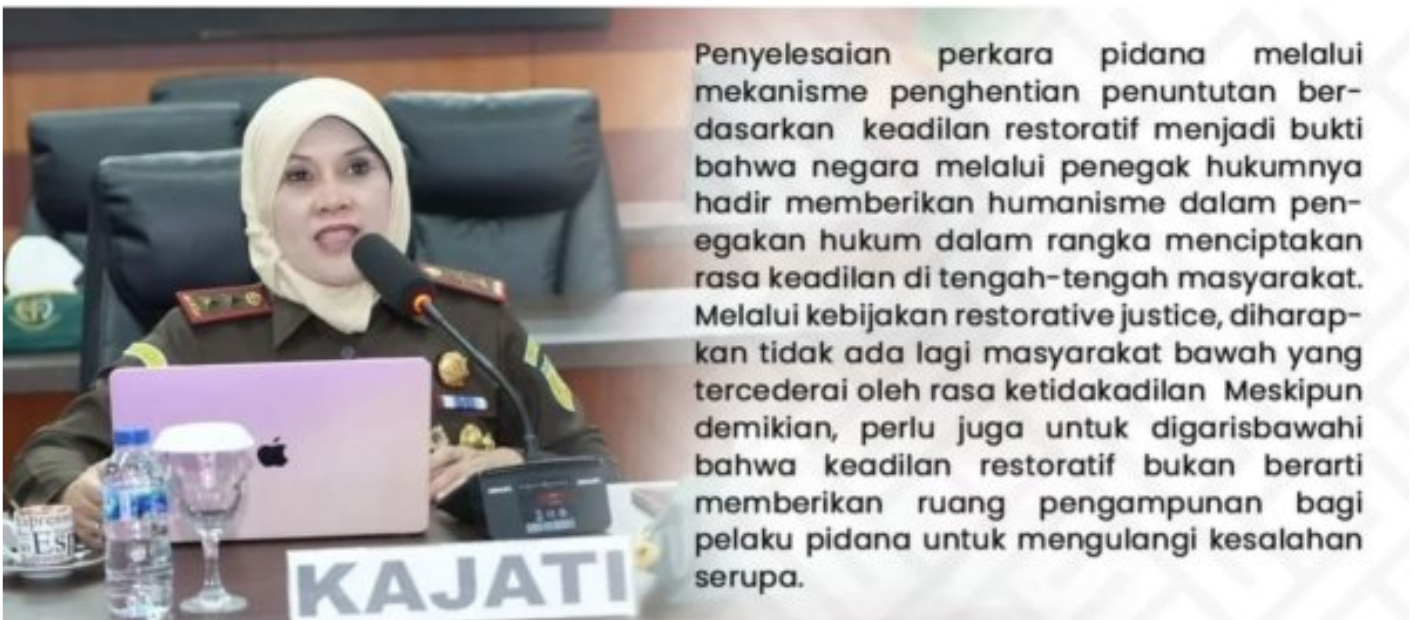 Penyelesaian perkara pidana melalui
mekanisme penghentian penuntutan ber-
dasarkan keadilan restoratif menjadi bukti
bahwa negara melalui penegak hukumnya
hadir memberikan humanisme dalam pen-
egakan hukum dalam rangka menciptakan
rasa keadilan di tengah-tengah masyarakat.
Melalui kebijakan restorative justice, diharap-
kan tidak ada lagi masyarakat bawah yang
tercederai oleh rasa ketidakadilan Meskipun
demikian, perlu juga untuk digarisbawahi
bahwa keadilan restoratif bukan berarti
memberikan ruang pengampunan bagi
pelaku pidana untuk mengulangi kesalahan
serupa.
KAJATI